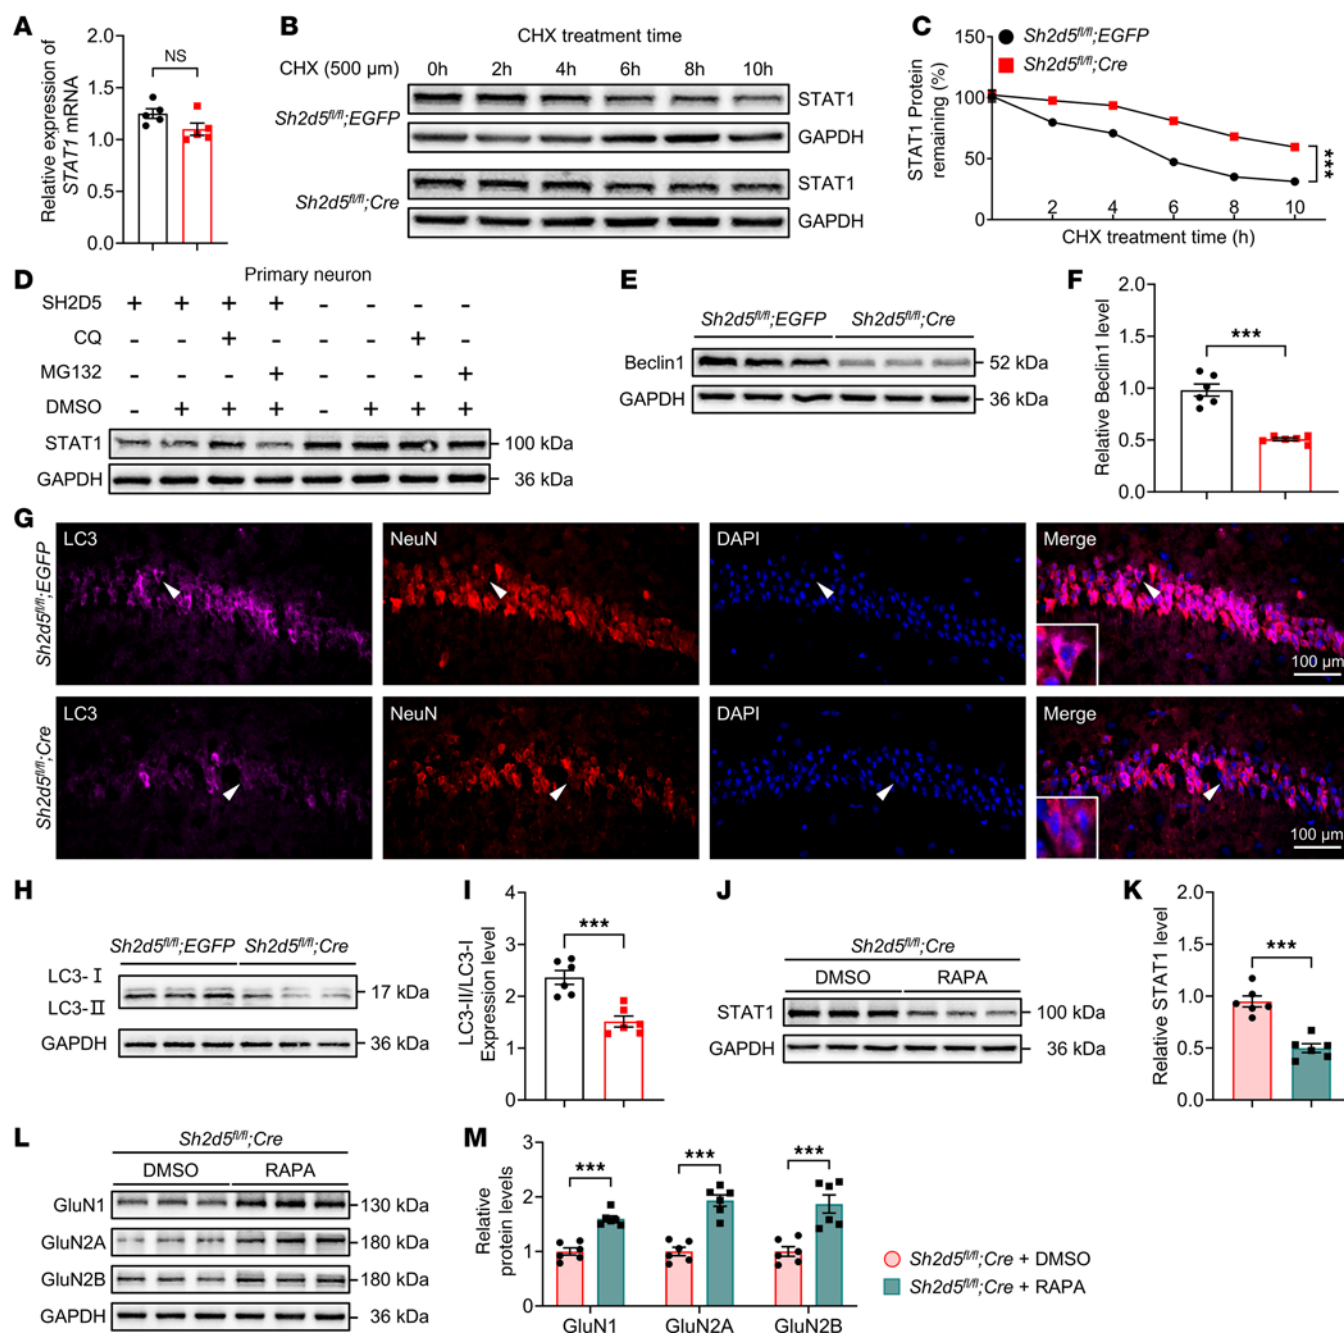 A
Relative expression of
STAT1 mRNA
2.0
1.5
1.0
0.5
0.0
NS
B
CHX treatment time
CHX (500 µm)
0h 2h 4h 6h 8h 10h
Sh2d5fl/fl;EGFP
STAT1
GAPDH
Sh2d5fl/fl;Cre
STAT1
GAPDH
C
Sh2d5fl/fl;EGFP
Sh2d5fl/fl;Cre
STAT1 Protein
remaining (%)
150
100
50
0
2 4 6 8 10
CHX treatment time (h)
***
D
Primary neuron
SH2D5 + + + + - - - -
CQ - - + - - - + -
MG132 - - - + - - - +
DMSO - + + + - + + +
STAT1 100 kDa
GAPDH 36 kDa
E
Sh2d5fl/fl;EGFP Sh2d5fl/fl;Cre
Beclin1 52 kDa
GAPDH 36 kDa
F
Relative Beclin1 level
2.0
1.5
1.0
0.5
0.0
***
G
Sh2d5fl/fl;EGFP
LC3 NeuN DAPI Merge
100 µm
Sh2d5fl/fl;Cre
LC3 NeuN DAPI Merge
100 µm
H
Sh2d5fl/fl;EGFP Sh2d5fl/fl;Cre
LC3-Ⅰ
17 kDa
LC3-Ⅱ
GAPDH 36 kDa
I
LC3-II/LC3-I
Expression level
4
3
2
1
0
***
J
Sh2d5fl/fl;Cre
DMSO RAPA
STAT1 100 kDa
GAPDH 36 kDa
K
Relative STAT1 level
2.0
1.5
1.0
0.5
0.0
***
L
Sh2d5fl/fl;Cre
DMSO RAPA
GluN1 130 kDa
GluN2A 180 kDa
GluN2B 180 kDa
GAPDH 36 kDa
M
Relative
protein levels
3
2
1
0
*** *** ***
GluN1 GluN2A GluN2B
Sh2d5fl/fl;Cre + DMSO
Sh2d5fl/fl;Cre + RAPA